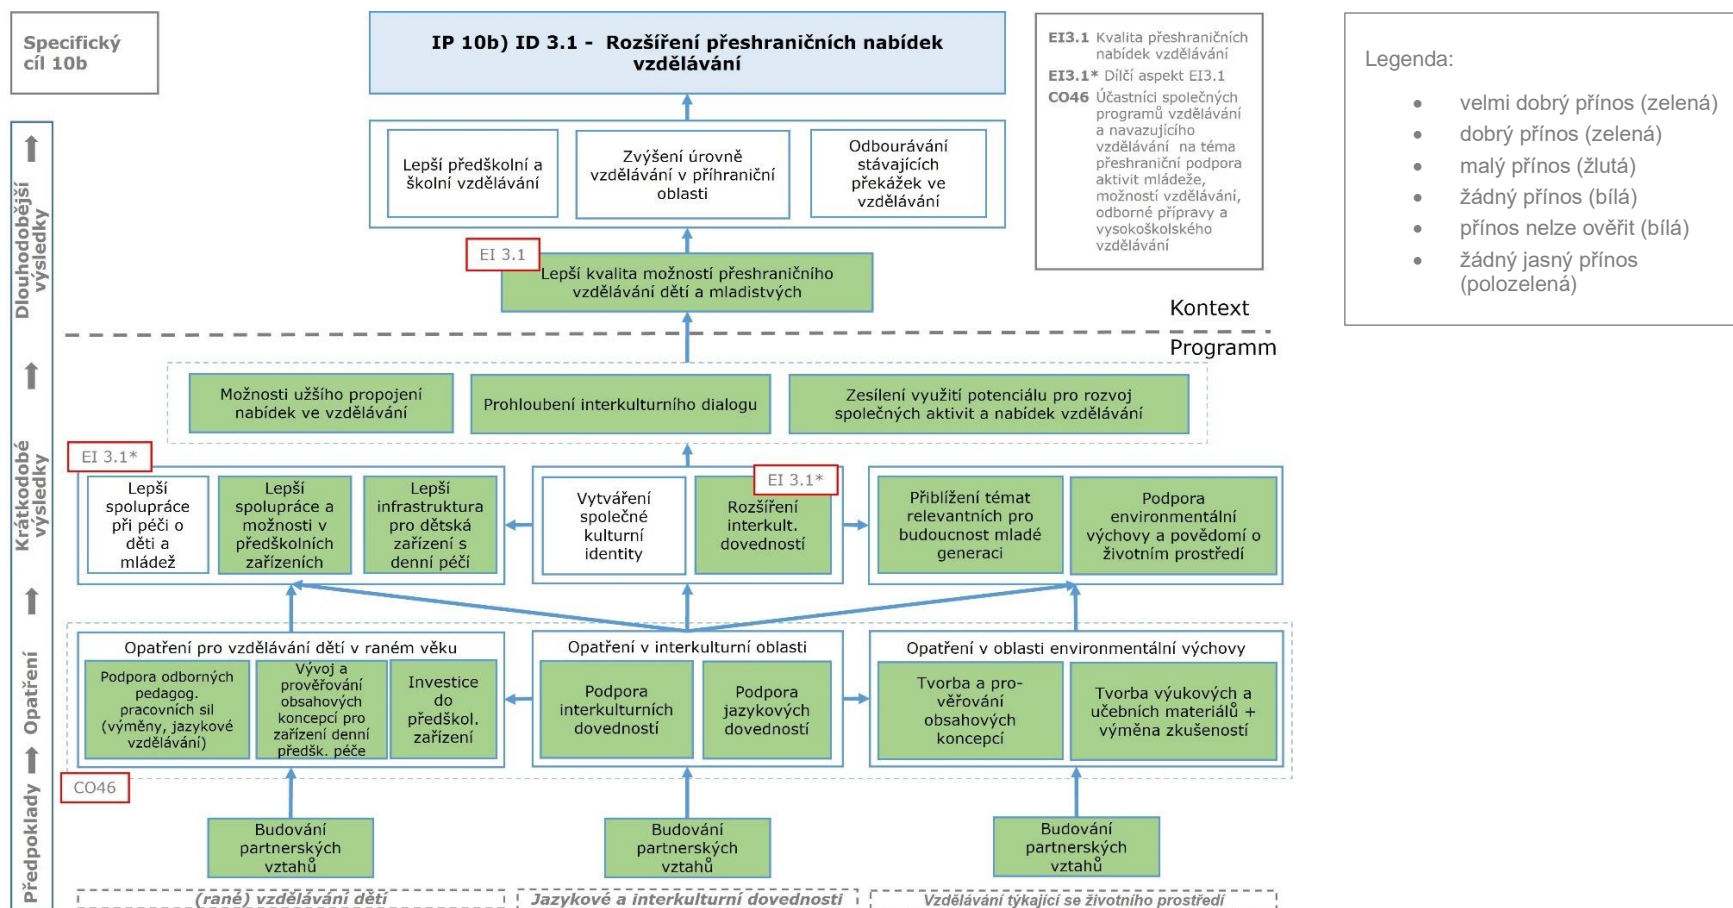 Specifický
cíl 10b
IP 10b) ID 3.1 - Rozšíření přeshraničních nabídek
vzdělávání
EI3.1 Kvalita přeshraničních
nabídek vzdělávání
EI3.1* Dílčí aspekt EI3.1
CO46 Účastníci společných
programů vzdělávání
a navazujícího
vzdělávání na téma
přeshraniční podpora
aktivit mládeže,
možností vzdělávání,
odborné přípravy a
vysokoškolského
vzdělávání
Legenda:
• velmi dobrý přínos (zelená)
• dobrý přínos (zelená)
• malý přínos (žlutá)
• žádný přínos (bílá)
• přínos nelze ověřit (bílá)
• žádný jasný přínos
(polozelená)
Dlouhodobější
výsledky
Lepší předškolní a
školní vzdělávání
Zvýšení úrovně
vzdělávání v příhraniční
oblasti
Odbourávání
stávajících
překážek ve
vzdělávání
EI 3.1
Lepší kvalita možností přeshraničního
vzdělávání dětí a mladistvých
Kontext
Programm
Krátkodobé
výsledky
Možnosti užšího propojení
nabídek ve vzdělávání
Prohloubení interkulturního dialogu
Zesílení využití potenciálu pro rozvoj
společných aktivit a nabídek vzdělávání
EI 3.1*
Lepší
spolupráce
při péči o
děti a
mládež
Lepší
spolupráce a
možnosti v
předškolních
zařízeních
Lepší
infrastruktura
pro dětská
zařízení s
denní péčí
Vytváření
společné
kulturní
identity
EI 3.1*
Rozšíření
interkult.
dovedností
Přiblížení témat
relevantních pro
budoucnost mladé
generaci
Podpora
environmentální
výchovy a povědomí o
životním prostředí
Opatření
Opatření pro vzdělávání dětí v raném věku
Podpora odborných
pedagog.
pracovních sil
(výměny, jazykové
vzdělávání)
Vývoj a
prověřování
obsahových
koncepcí pro
zařízení denní
předšk. péče
Investice
do
předškol.
zařízení
Opatření v interkulturní oblasti
Podpora
interkulturních
dovedností
Podpora
jazykových
dovedností
Opatření v oblasti environmentální výchovy
Tvorba a pro-
věřování
obsahových
koncepcí
Tvorba výukových a
učebních materiálů +
výměna zkušeností
CO46
Předpoklady
Budování
partnerských
vztahů
Budování
partnerských
vztahů
Budování
partnerských
vztahů
(rané) vzdělávání dětí
Jazykové a interkulturní dovednosti
Vzdělávání týkající se životního prostředí